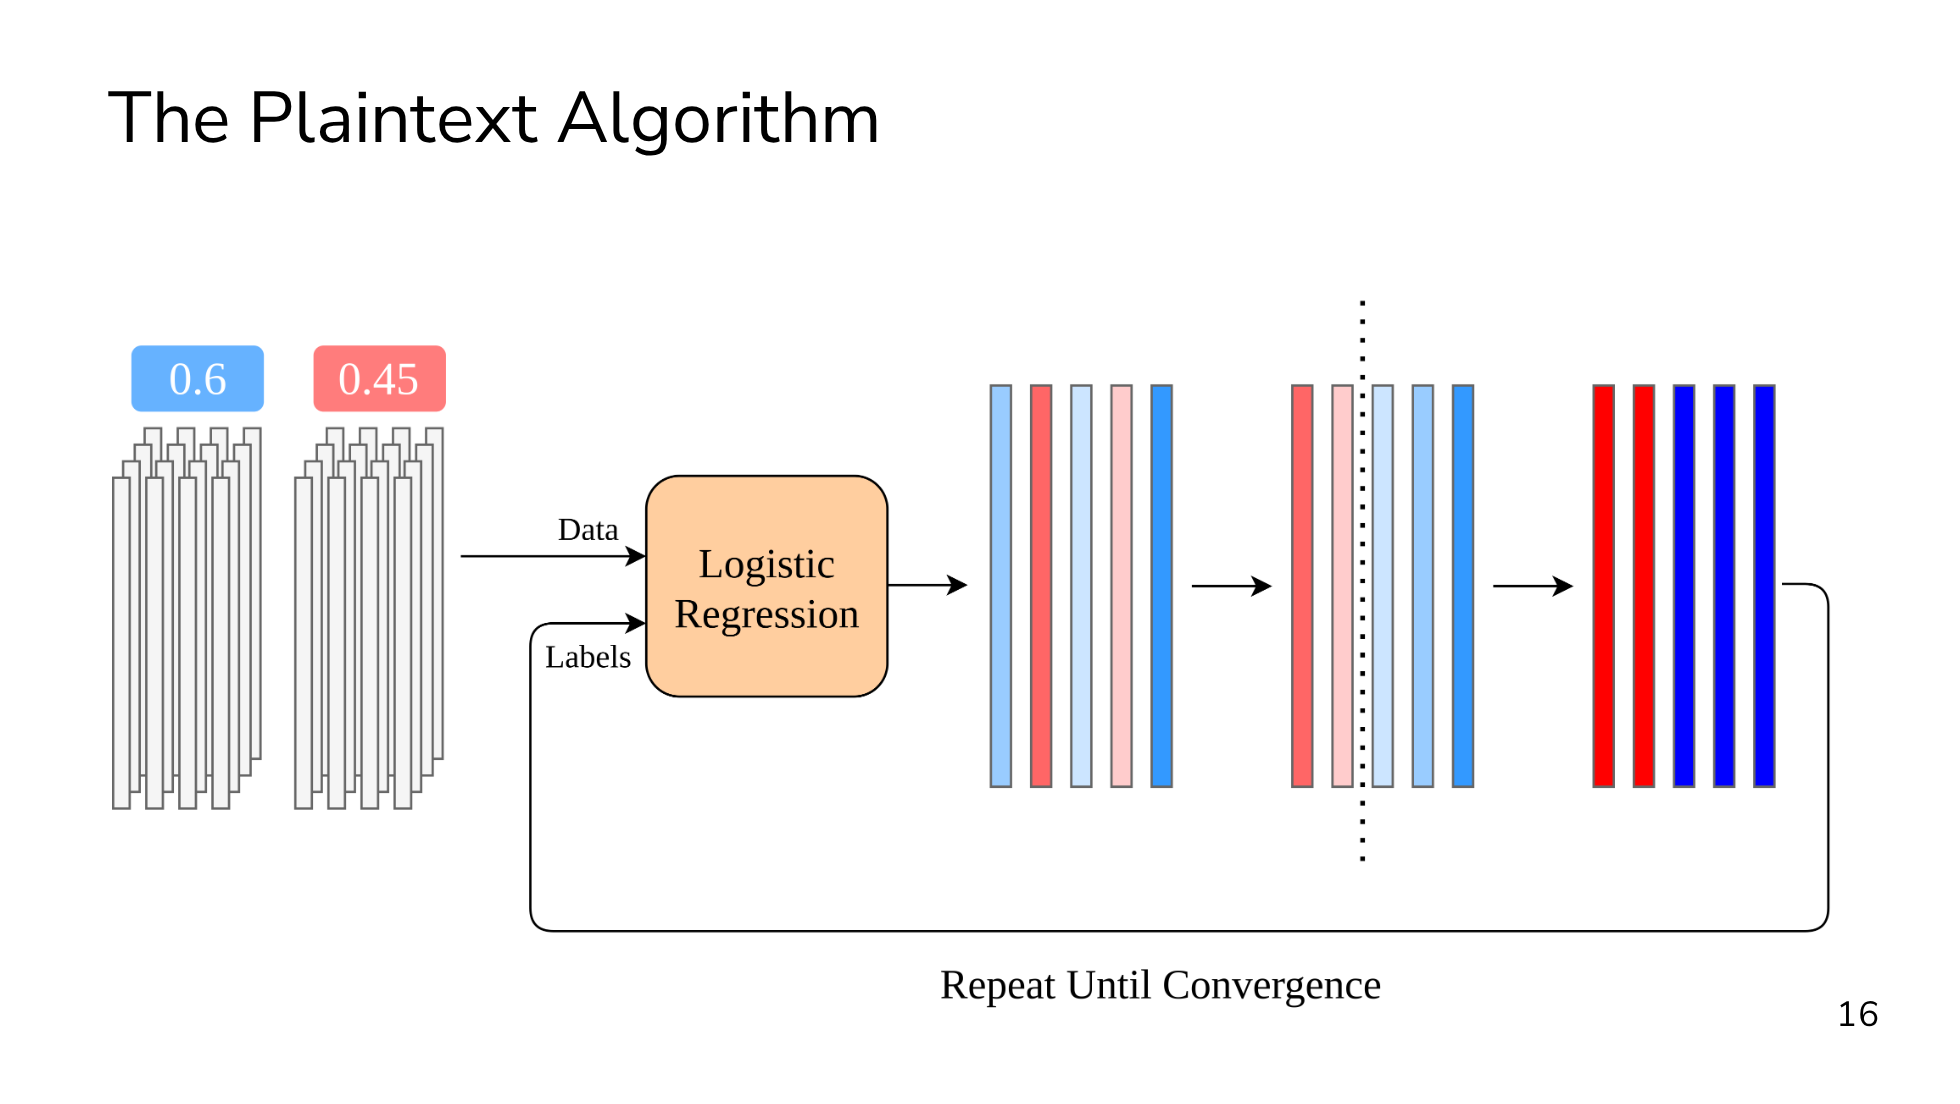 The Plaintext Algorithm
0.6
0.45
Data
Labels
Logistic
Regression
Repeat Until Convergence
16